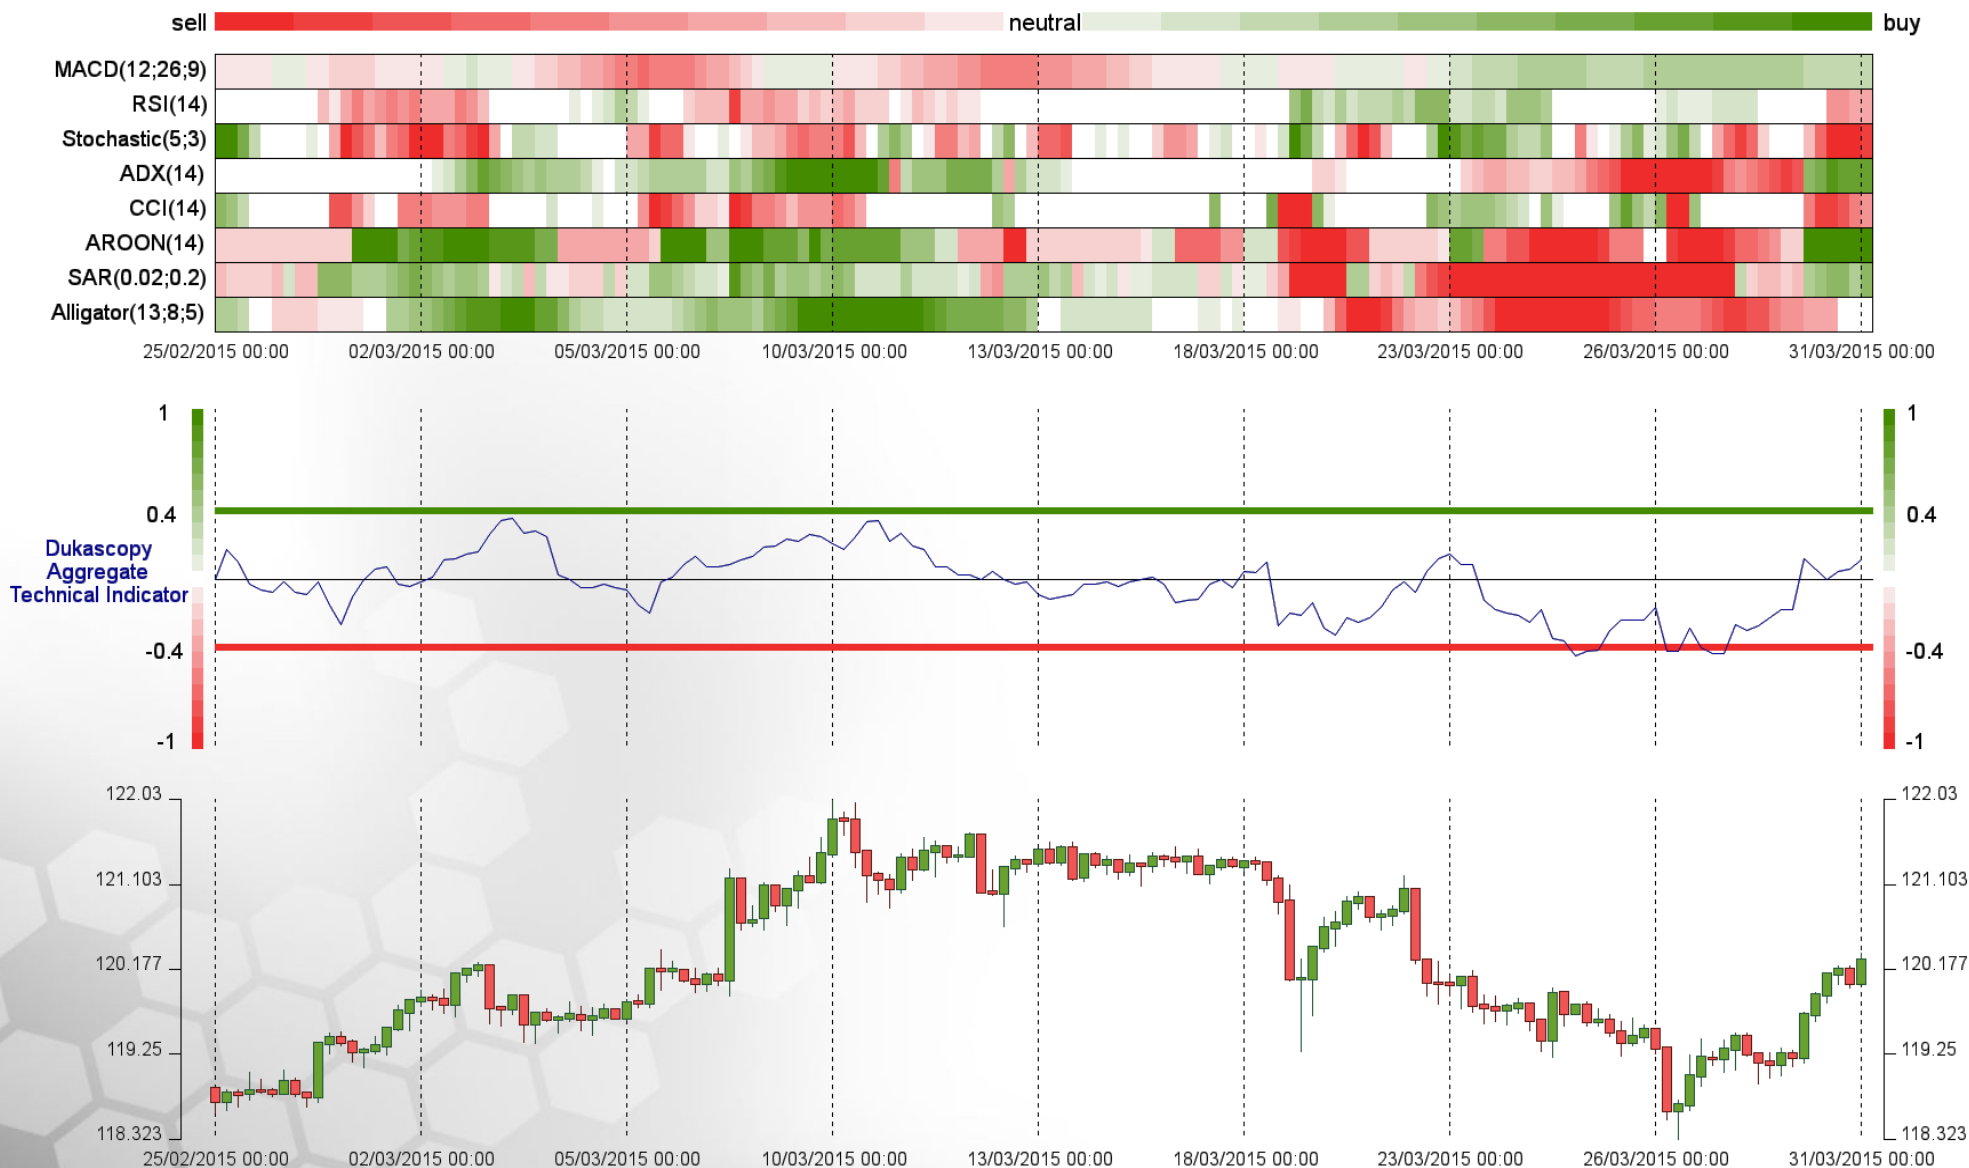 sell neutral buy
MACD(12;26;9)
RSI(14)
Stochastic(5;3)
ADX(14)
CCI(14)
AROON(14)
SAR(0.02;0.2)
Alligator(13;8;5)
25/02/2015 00:00 02/03/2015 00:00 05/03/2015 00:00 10/03/2015 00:00 13/03/2015 00:00 18/03/2015 00:00 23/03/2015 00:00 26/03/2015 00:00 31/03/2015 00:00
1 1
0.4 0.4
Dukascopy
Aggregate
Technical Indicator
-0.4 -0.4
-1 -1
122.03 122.03
121.103 121.103
120.177 120.177
119.25 119.25
118.323 118.323
25/02/2015 00:00 02/03/2015 00:00 05/03/2015 00:00 10/03/2015 00:00 13/03/2015 00:00 18/03/2015 00:00 23/03/2015 00:00 26/03/2015 00:00 31/03/2015 00:00